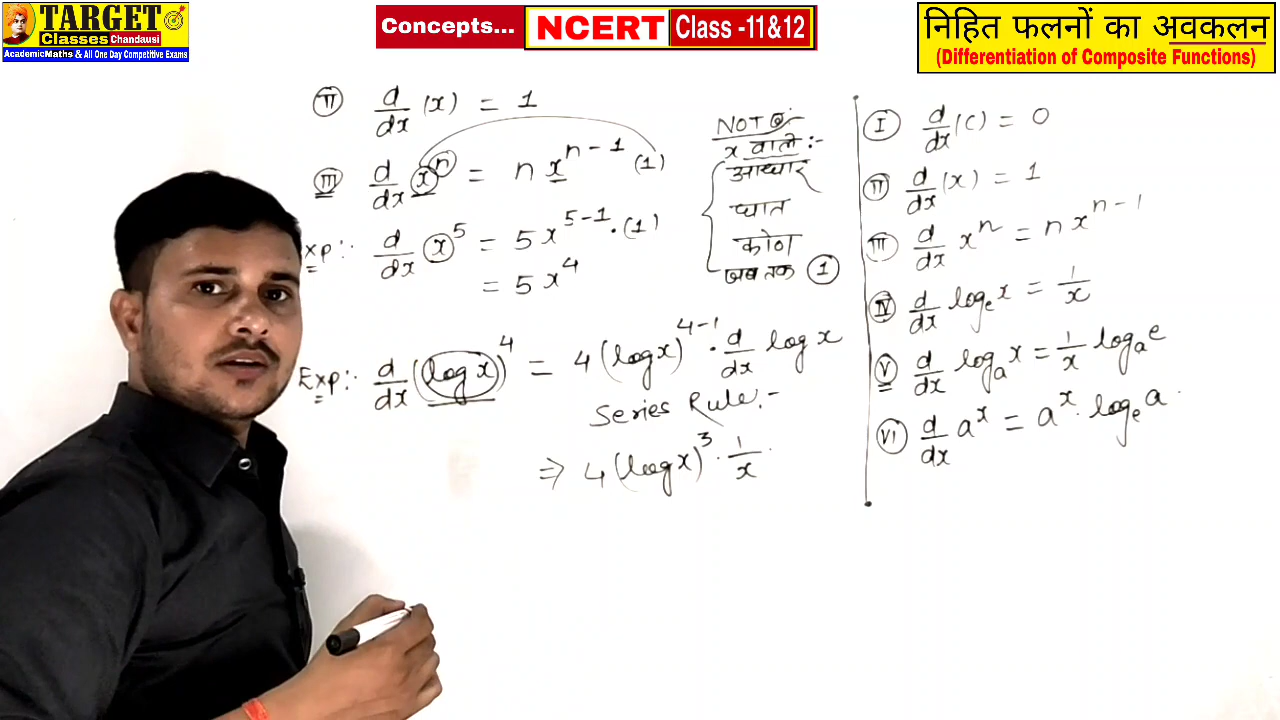 TARGET
Classes Chandausi
Academic Maths & All One Day Competitive Exams
Concepts...
NCERT
Class -11&12
निहित फलनों का अवकलन
(Differentiation of Composite Functions)
II d/dx (x) = 1
III d/dx x^n = n x^(n-1) (1)
Exp:- d/dx x^5 = 5x^(5-1) · (1)
= 5x^4
Exp:- d/dx (log x)^4 = 4(log x)^(4-1) · d/dx log x
Series Rule:-
⇒ 4(log x)^3 · 1/x
NOTE:
x वाले:-
आधार
घात
कोण
जब तक 1
I d/dx (c) = 0
II d/dx (x) = 1
III d/dx x^n = n x^(n-1)
IV d/dx log_e x = 1/x
V d/dx log_a x = 1/x log_a e
VI d/dx a^x = a^x · log_e a